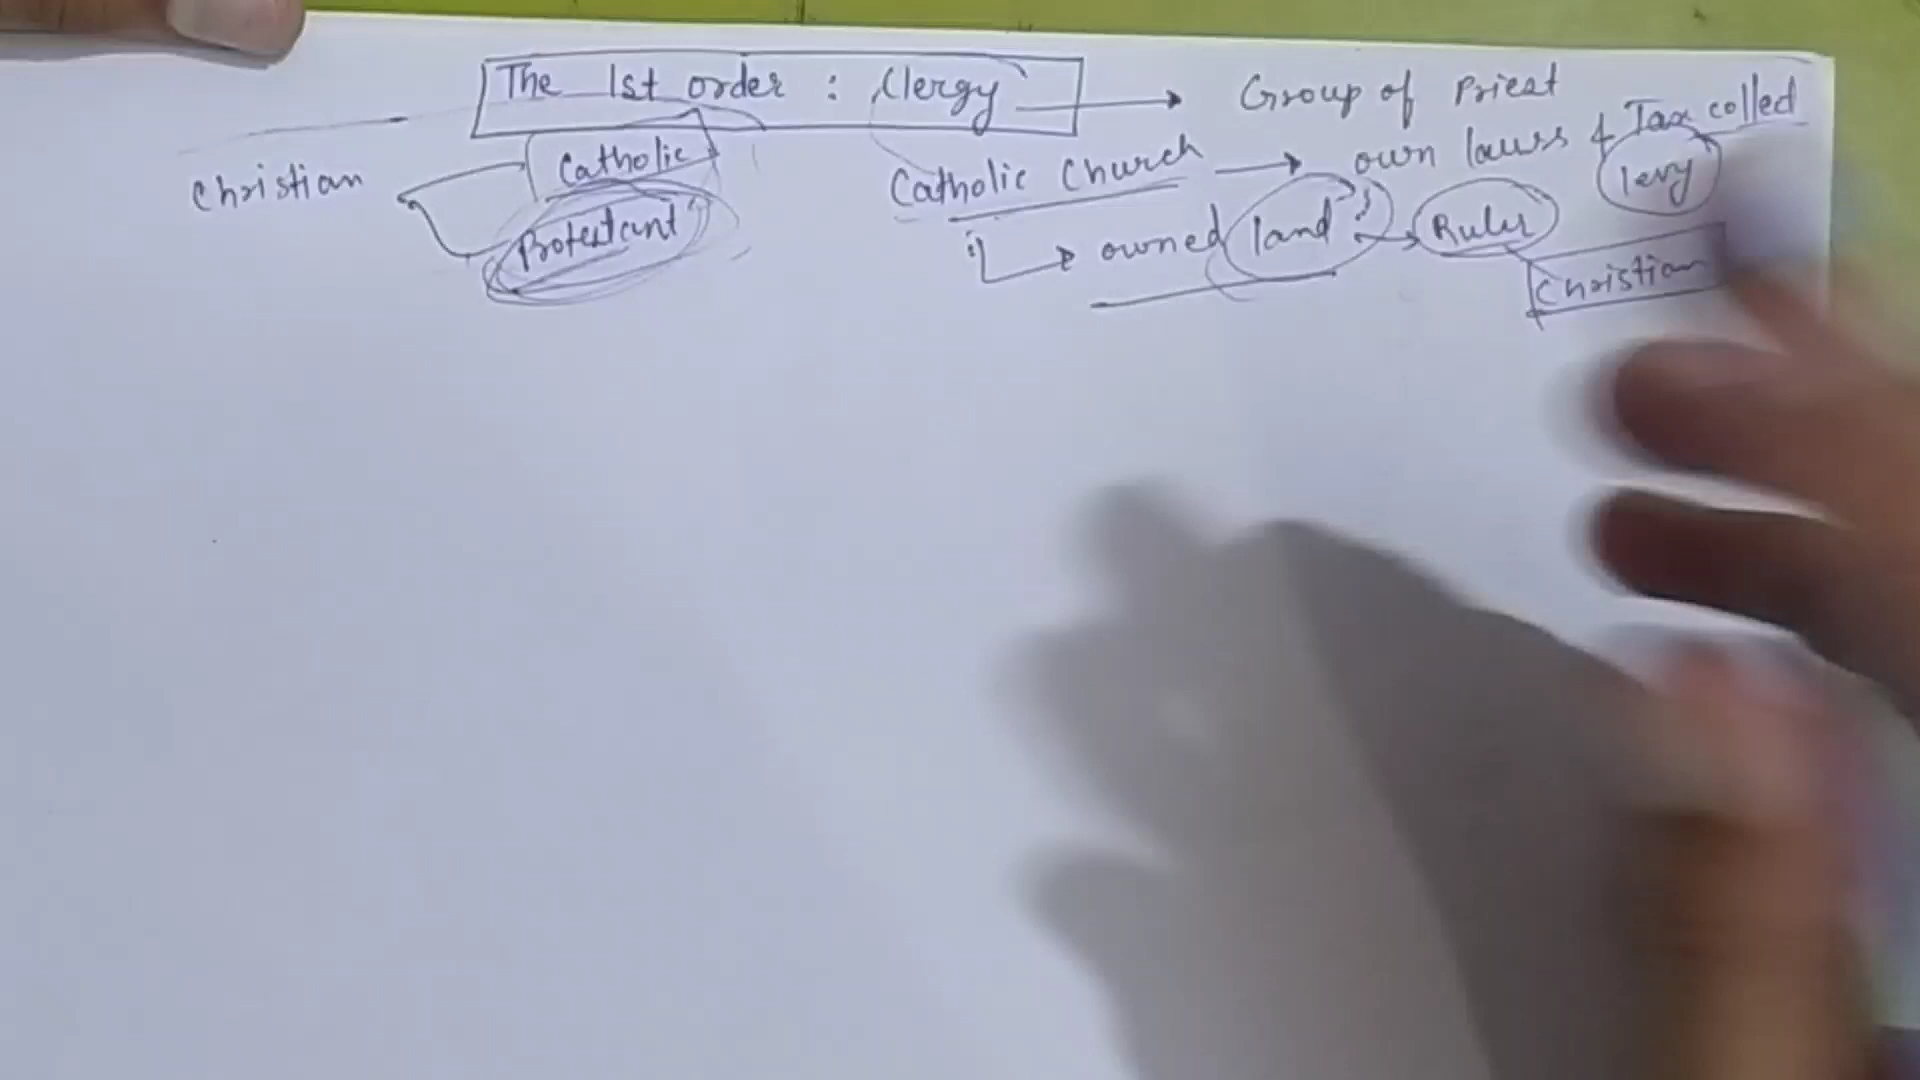 The 1st order : Clergy → Group of Priest
Christian Catholic Catholic Church → own laws & Tax colled
Protestant levy
→ owned land → Ruler
Christian